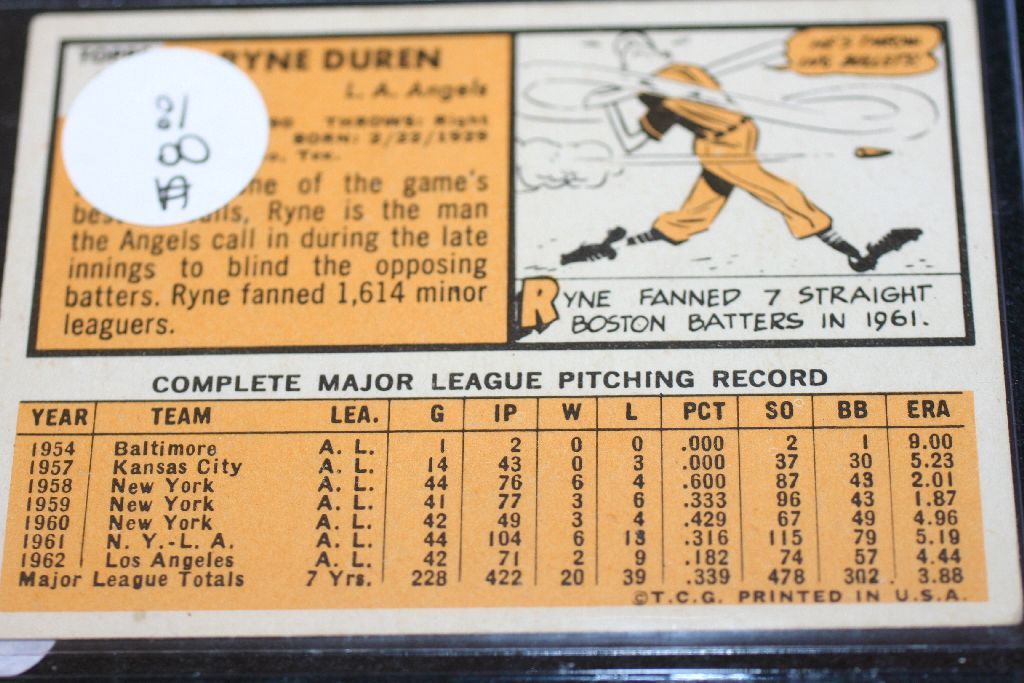 RYNE DUREN
L. A. Angels
THROWS: Right
BORN: 2/22/1929
Tex.
of the game's
Ryne is the man
the Angels call in during the late
innings to blind the opposing
batters. Ryne fanned 1,614 minor
leaguers.
18
$8
RYNE FANNED 7 STRAIGHT
BOSTON BATTERS IN 1961.
COMPLETE MAJOR LEAGUE PITCHING RECORD
YEAR TEAM LEA. G IP W L PCT SO BB ERA
1954 Baltimore A. L. 1 2 0 0 .000 2 1 9.00
1957 Kansas City A. L. 14 43 0 3 .000 37 30 5.23
1958 New York A. L. 44 76 6 4 .600 87 43 2.01
1959 New York A. L. 41 77 3 6 .333 96 43 1.87
1960 New York A. L. 42 49 3 4 .429 67 49 4.96
1961 N. Y.-L. A. A. L. 44 104 6 13 .316 115 79 5.19
1962 Los Angeles A. L. 42 71 2 9 .182 74 57 4.44
Major League Totals 7 Yrs. 228 422 20 39 .339 478 302 3.88
©T.C.G. PRINTED IN U.S.A.